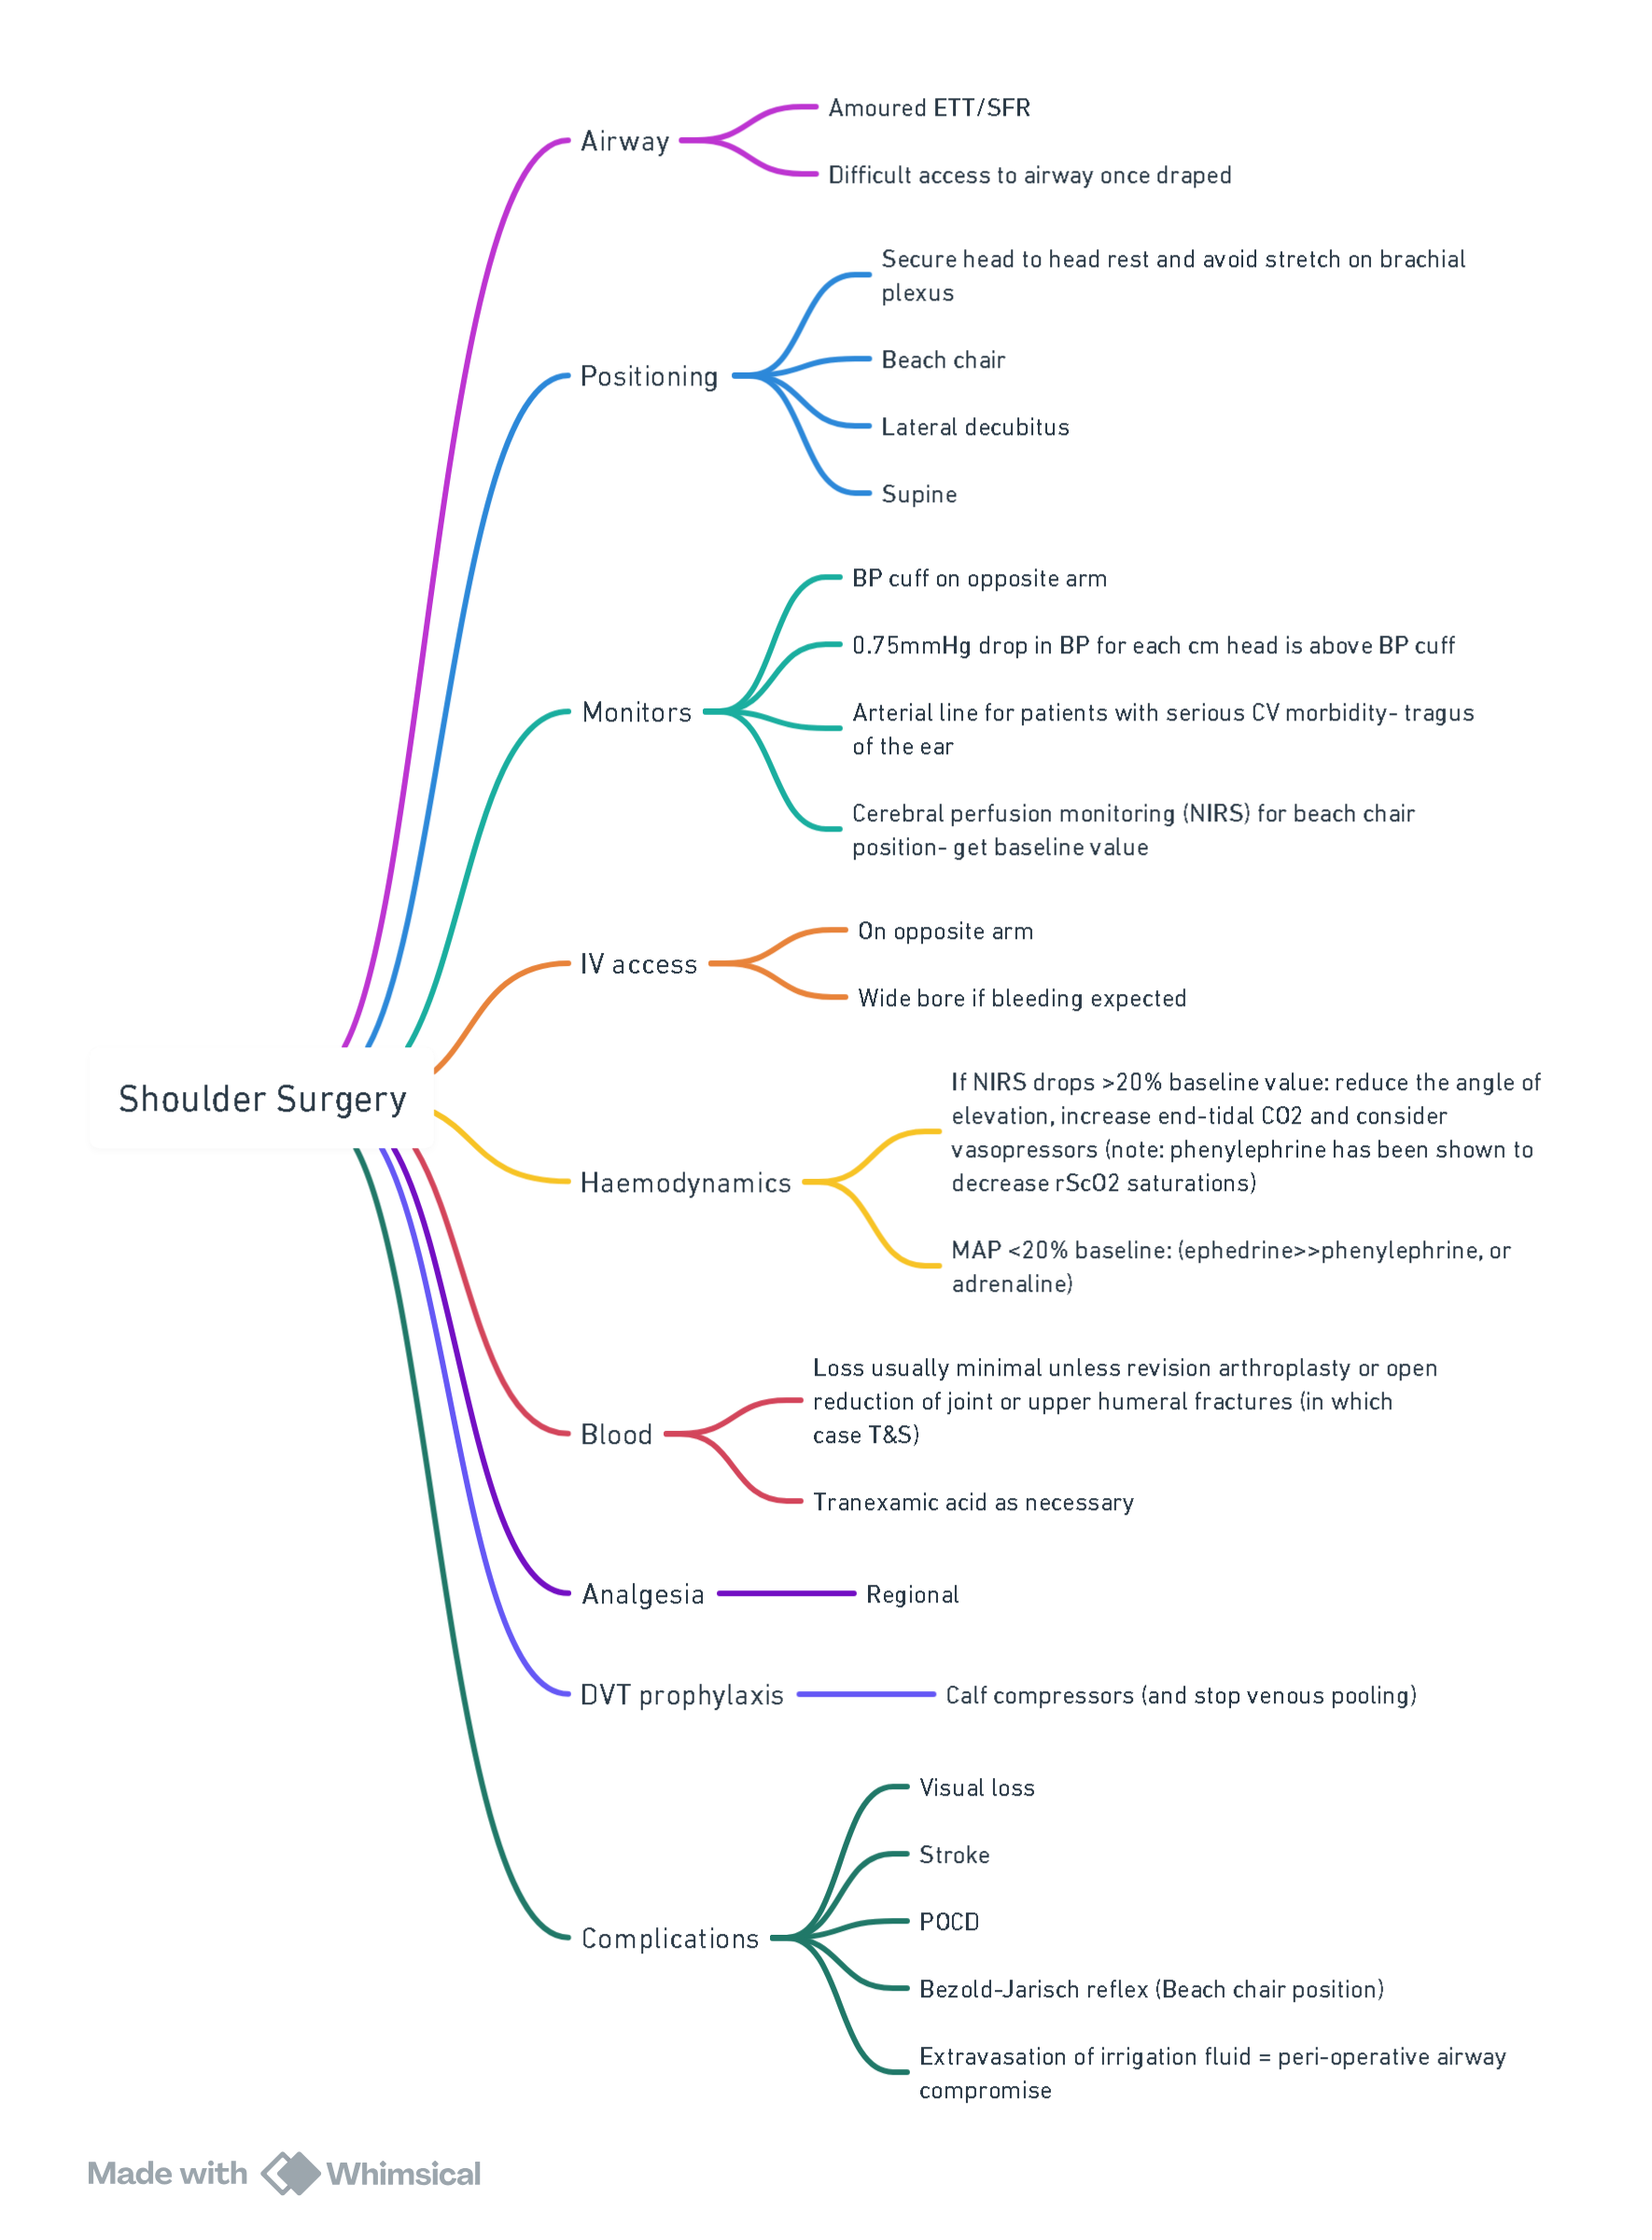 Airway
Amoured ETT/SFR
Difficult access to airway once draped
Positioning
Secure head to head rest and avoid stretch on brachial
plexus
Beach chair
Lateral decubitus
Supine
Monitors
BP cuff on opposite arm
0.75mmHg drop in BP for each cm head is above BP cuff
Arterial line for patients with serious CV morbidity- tragus
of the ear
Cerebral perfusion monitoring (NIRS) for beach chair
position- get baseline value
IV access
On opposite arm
Wide bore if bleeding expected
Shoulder Surgery
Haemodynamics
If NIRS drops >20% baseline value: reduce the angle of
elevation, increase end-tidal CO2 and consider
vasopressors (note: phenylephrine has been shown to
decrease rScO2 saturations)
MAP <20% baseline: (ephedrine>>phenylephrine, or
adrenaline)
Blood
Loss usually minimal unless revision arthroplasty or open
reduction of joint or upper humeral fractures (in which
case T&S)
Tranexamic acid as necessary
Analgesia
Regional
DVT prophylaxis
Calf compressors (and stop venous pooling)
Complications
Visual loss
Stroke
POCD
Bezold-Jarisch reflex (Beach chair position)
Extravasation of irrigation fluid = peri-operative airway
compromise
Made with Whimsical